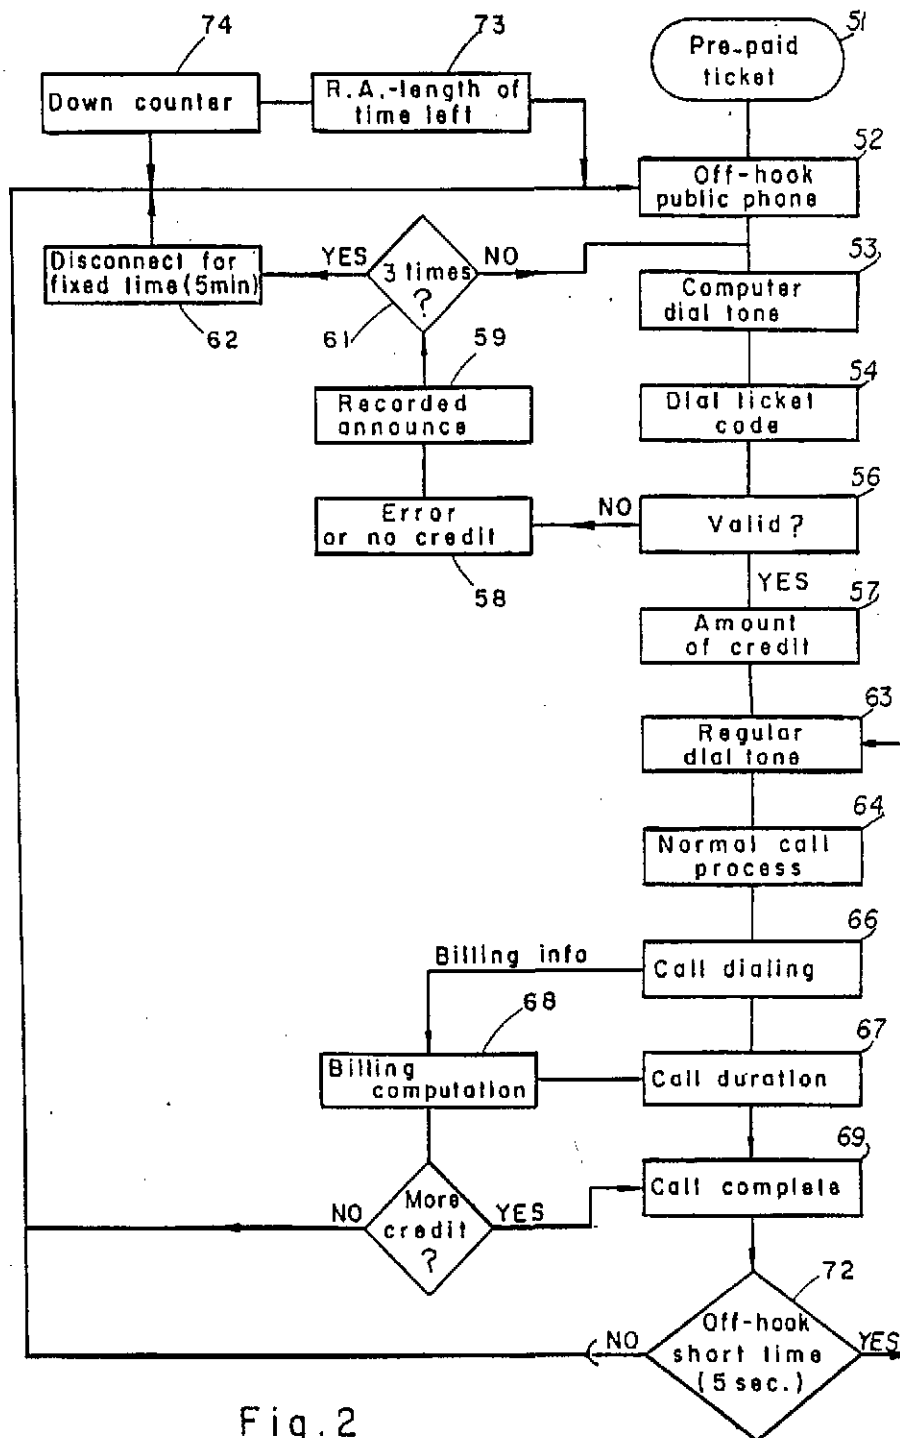 74
73
51
Pre-paid
ticket
Down counter
R.A.-length of
time left
52
Off-hook
public phone
YES
3 times
?
NO
Disconnect for
fixed time (5min)
53
Computer
dial tone
62
61
59
54
Recorded
announce
Dial ticket
code
56
Error
or no credit
NO
Valid?
58
YES
57
Amount
of credit
63
Regular
dial tone
64
Normal call
process
66
Billing info
Call dialing
68
67
Billing
computation
Call duration
69
NO
More
credit
?
YES
Call complete
72
NO
Off-hook
short time
(5 sec.)
YES
Fig.2